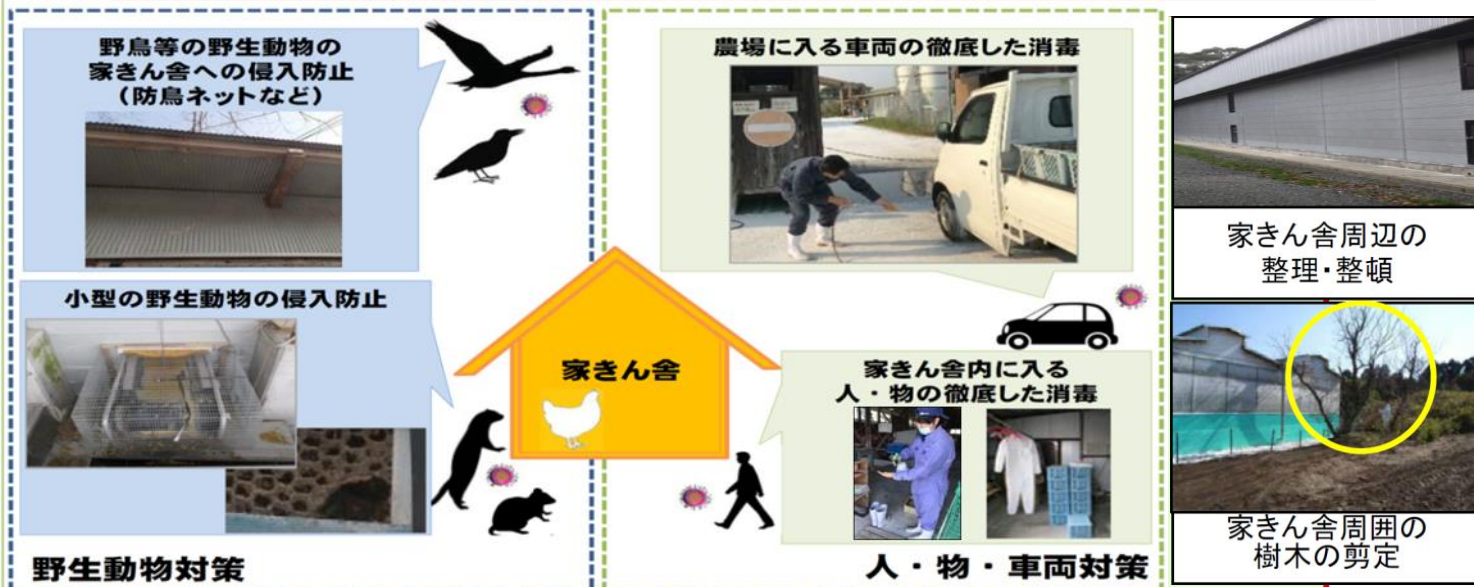 野鳥等の野生動物の
家きん舎への侵入防止
（防鳥ネットなど）
小型の野生動物の侵入防止
野生動物対策
家きん舎
農場に入る車両の徹底した消毒
家きん舎内に入る
人・物の徹底した消毒
人・物・車両対策
家きん舎周辺の
整理・整頓
家きん舎周囲の
樹木の剪定